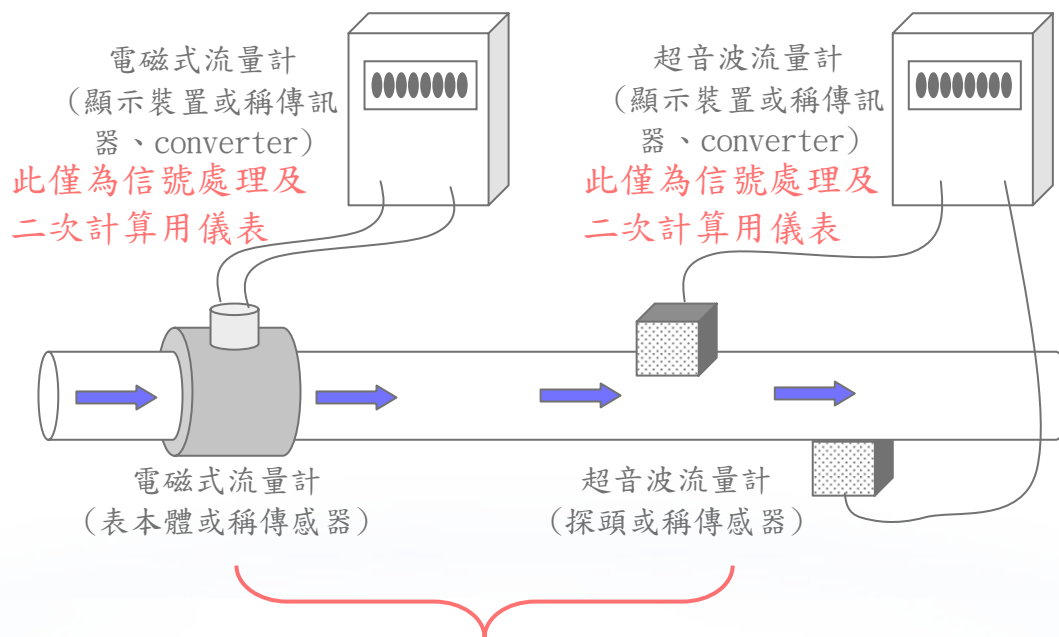 電磁式流量計
（顯示裝置或稱傳訊
器、converter）
此僅為信號處理及
二次計算用儀表
超音波流量計
（顯示裝置或稱傳訊
器、converter）
此僅為信號處理及
二次計算用儀表
電磁式流量計
（表本體或稱傳感器）
超音波流量計
（探頭或稱傳感器）